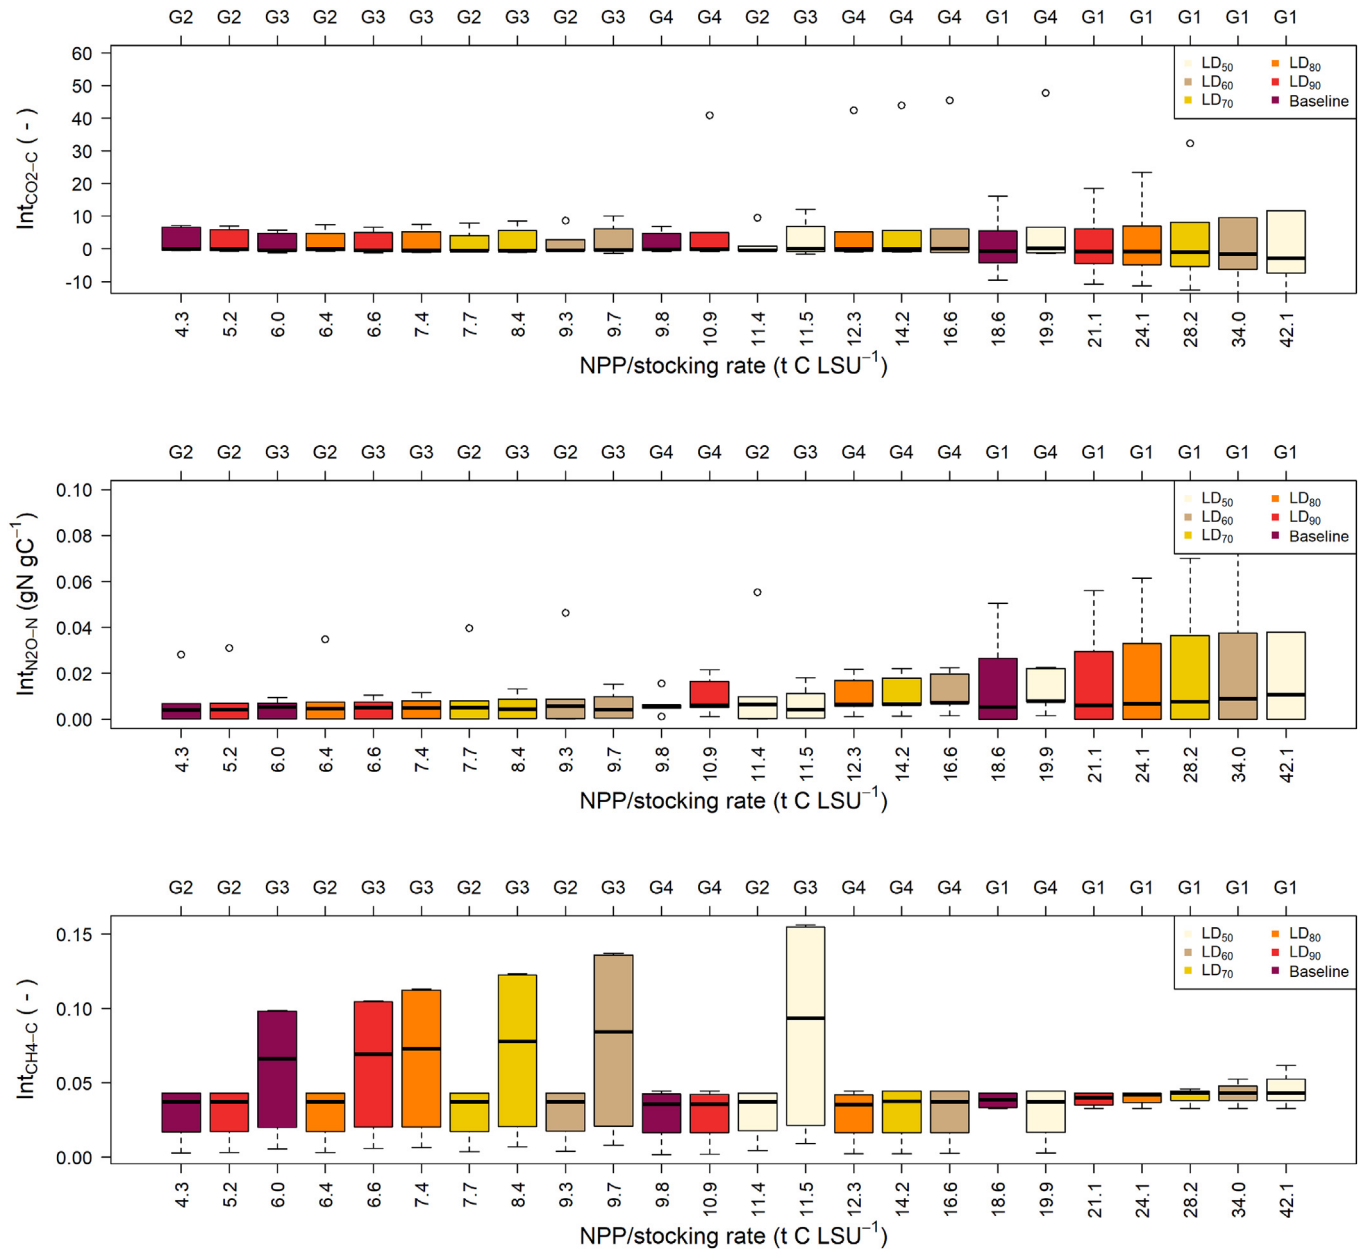 G2 G2 G3 G2 G3 G3 G2 G3 G2 G3 G4 G4 G2 G3 G4 G4 G4 G1 G4 G1 G1 G1 G1 G1
60
50
40
30
20
10
0
-10
Int_CO2−C ( - )
LD50 LD80
LD60 LD90
LD70 Baseline
4.3 5.2 6.0 6.4 6.6 7.4 7.7 8.4 9.3 9.7 9.8 10.9 11.4 11.5 12.3 14.2 16.6 18.6 19.9 21.1 24.1 28.2 34.0 42.1
NPP/stocking rate (t C LSU−1)
G2 G2 G3 G2 G3 G3 G2 G3 G2 G3 G4 G4 G2 G3 G4 G4 G4 G1 G4 G1 G1 G1 G1 G1
0.10
0.08
0.06
0.04
0.02
0.00
Int_N2O−N (gN gC−1)
LD50 LD80
LD60 LD90
LD70 Baseline
4.3 5.2 6.0 6.4 6.6 7.4 7.7 8.4 9.3 9.7 9.8 10.9 11.4 11.5 12.3 14.2 16.6 18.6 19.9 21.1 24.1 28.2 34.0 42.1
NPP/stocking rate (t C LSU−1)
G2 G2 G3 G2 G3 G3 G2 G3 G2 G3 G4 G4 G2 G3 G4 G4 G4 G1 G4 G1 G1 G1 G1 G1
0.15
0.10
0.05
0.00
Int_CH4−C ( - )
LD50 LD80
LD60 LD90
LD70 Baseline
4.3 5.2 6.0 6.4 6.6 7.4 7.7 8.4 9.3 9.7 9.8 10.9 11.4 11.5 12.3 14.2 16.6 18.6 19.9 21.1 24.1 28.2 34.0 42.1
NPP/stocking rate (t C LSU−1)